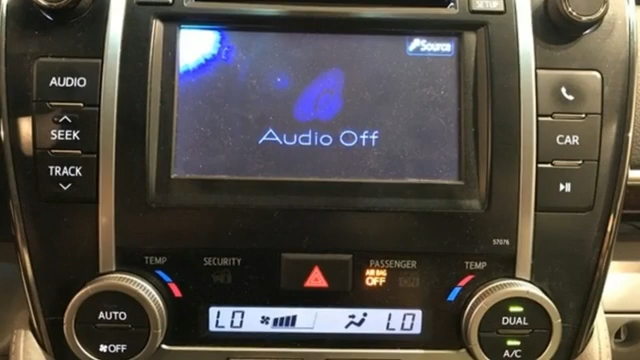 SETUP
Source
AUDIO
SEEK
TRACK
Audio Off
CAR
57076
TEMP
SECURITY
PASSENGER
AIR BAG
OFF
ON
TEMP
LO
LO
AUTO
OFF
DUAL
A/C